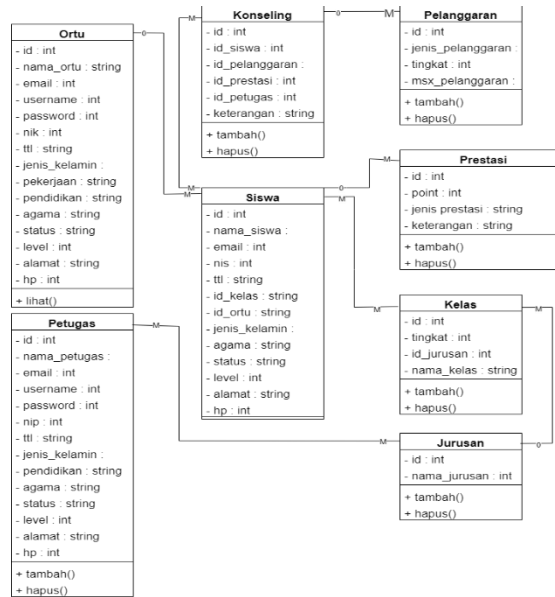 Ortu
- id : int
- nama_ortu : string
- email : int
- username : int
- password : int
- nik : int
- ttl : string
- jenis_kelamin :
- pekerjaan : string
- pendidikan : string
- agama : string
- status : string
- level : int
- alamat : string
- hp : int
+ lihat()
Konseling
- id : int
- id_siswa : int
- id_pelanggaran :
- id_prestasi : int
- id_petugas : int
- keterangan : string
+ tambah()
+ hapus()
Pelanggaran
- id : int
- jenis_pelanggaran :
- tingkat : int
- msx_pelanggaran :
+ tambah()
+ hapus()
Prestasi
- id : int
- point : int
- jenis prestasi : string
- keterangan : string
+ tambah()
+ hapus()
Siswa
- id : int
- nama_siswa :
- email : int
- nis : int
- ttl : string
- id_kelas : string
- id_ortu : string
- jenis_kelamin :
- agama : string
- status : string
- level : int
- alamat : string
- hp : int
Kelas
- id : int
- tingkat : int
- id_jurusan : int
- nama_kelas : string
+ tambah()
+ hapus()
Petugas
- id : int
- nama_petugas :
- email : int
- username : int
- password : int
- nip : int
- ttl : string
- jenis_kelamin :
- pendidikan : string
- agama : string
- status : string
- level : int
- alamat : string
- hp : int
+ tambah()
+ hapus()
Jurusan
- id : int
- nama_jurusan : int
+ tambah()
+ hapus()
o
M
o
M
M
M
o
M
M
M
o
M
M
o